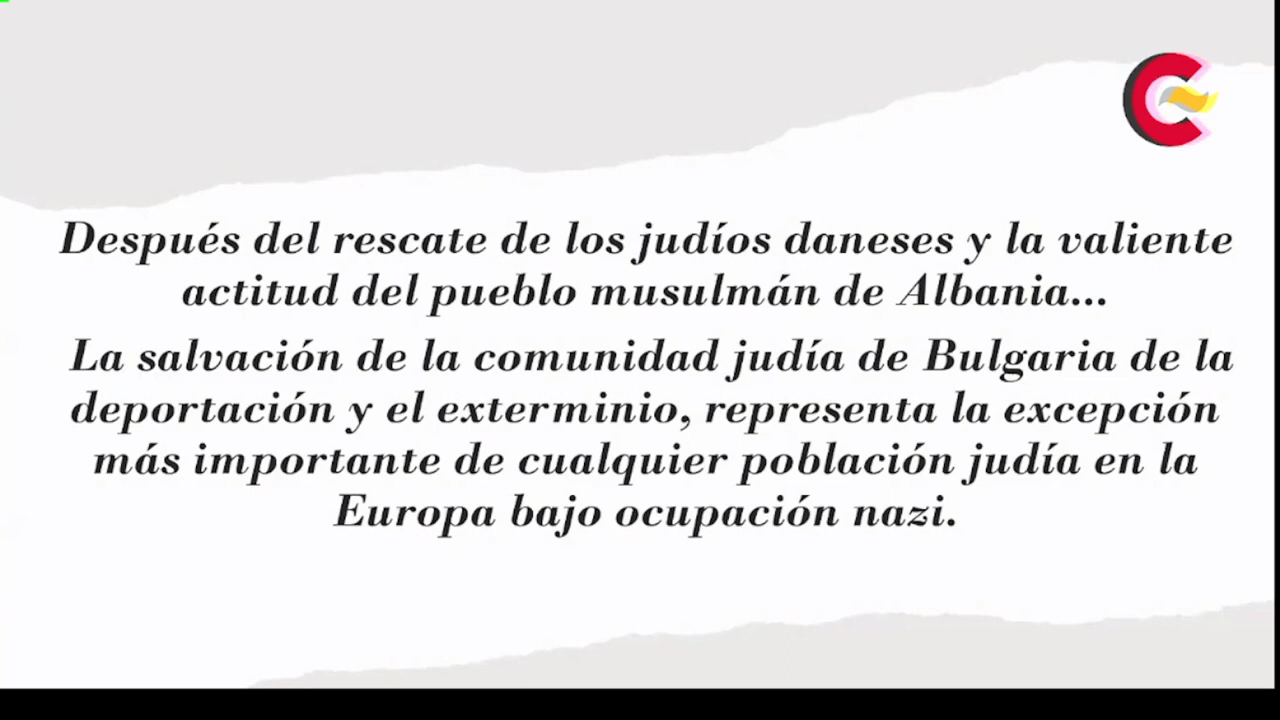 Después del rescate de los judíos daneses y la valiente
actitud del pueblo musulmán de Albania...
La salvación de la comunidad judía de Bulgaria de la
deportación y el exterminio, representa la excepción
más importante de cualquier población judía en la
Europa bajo ocupación nazi.